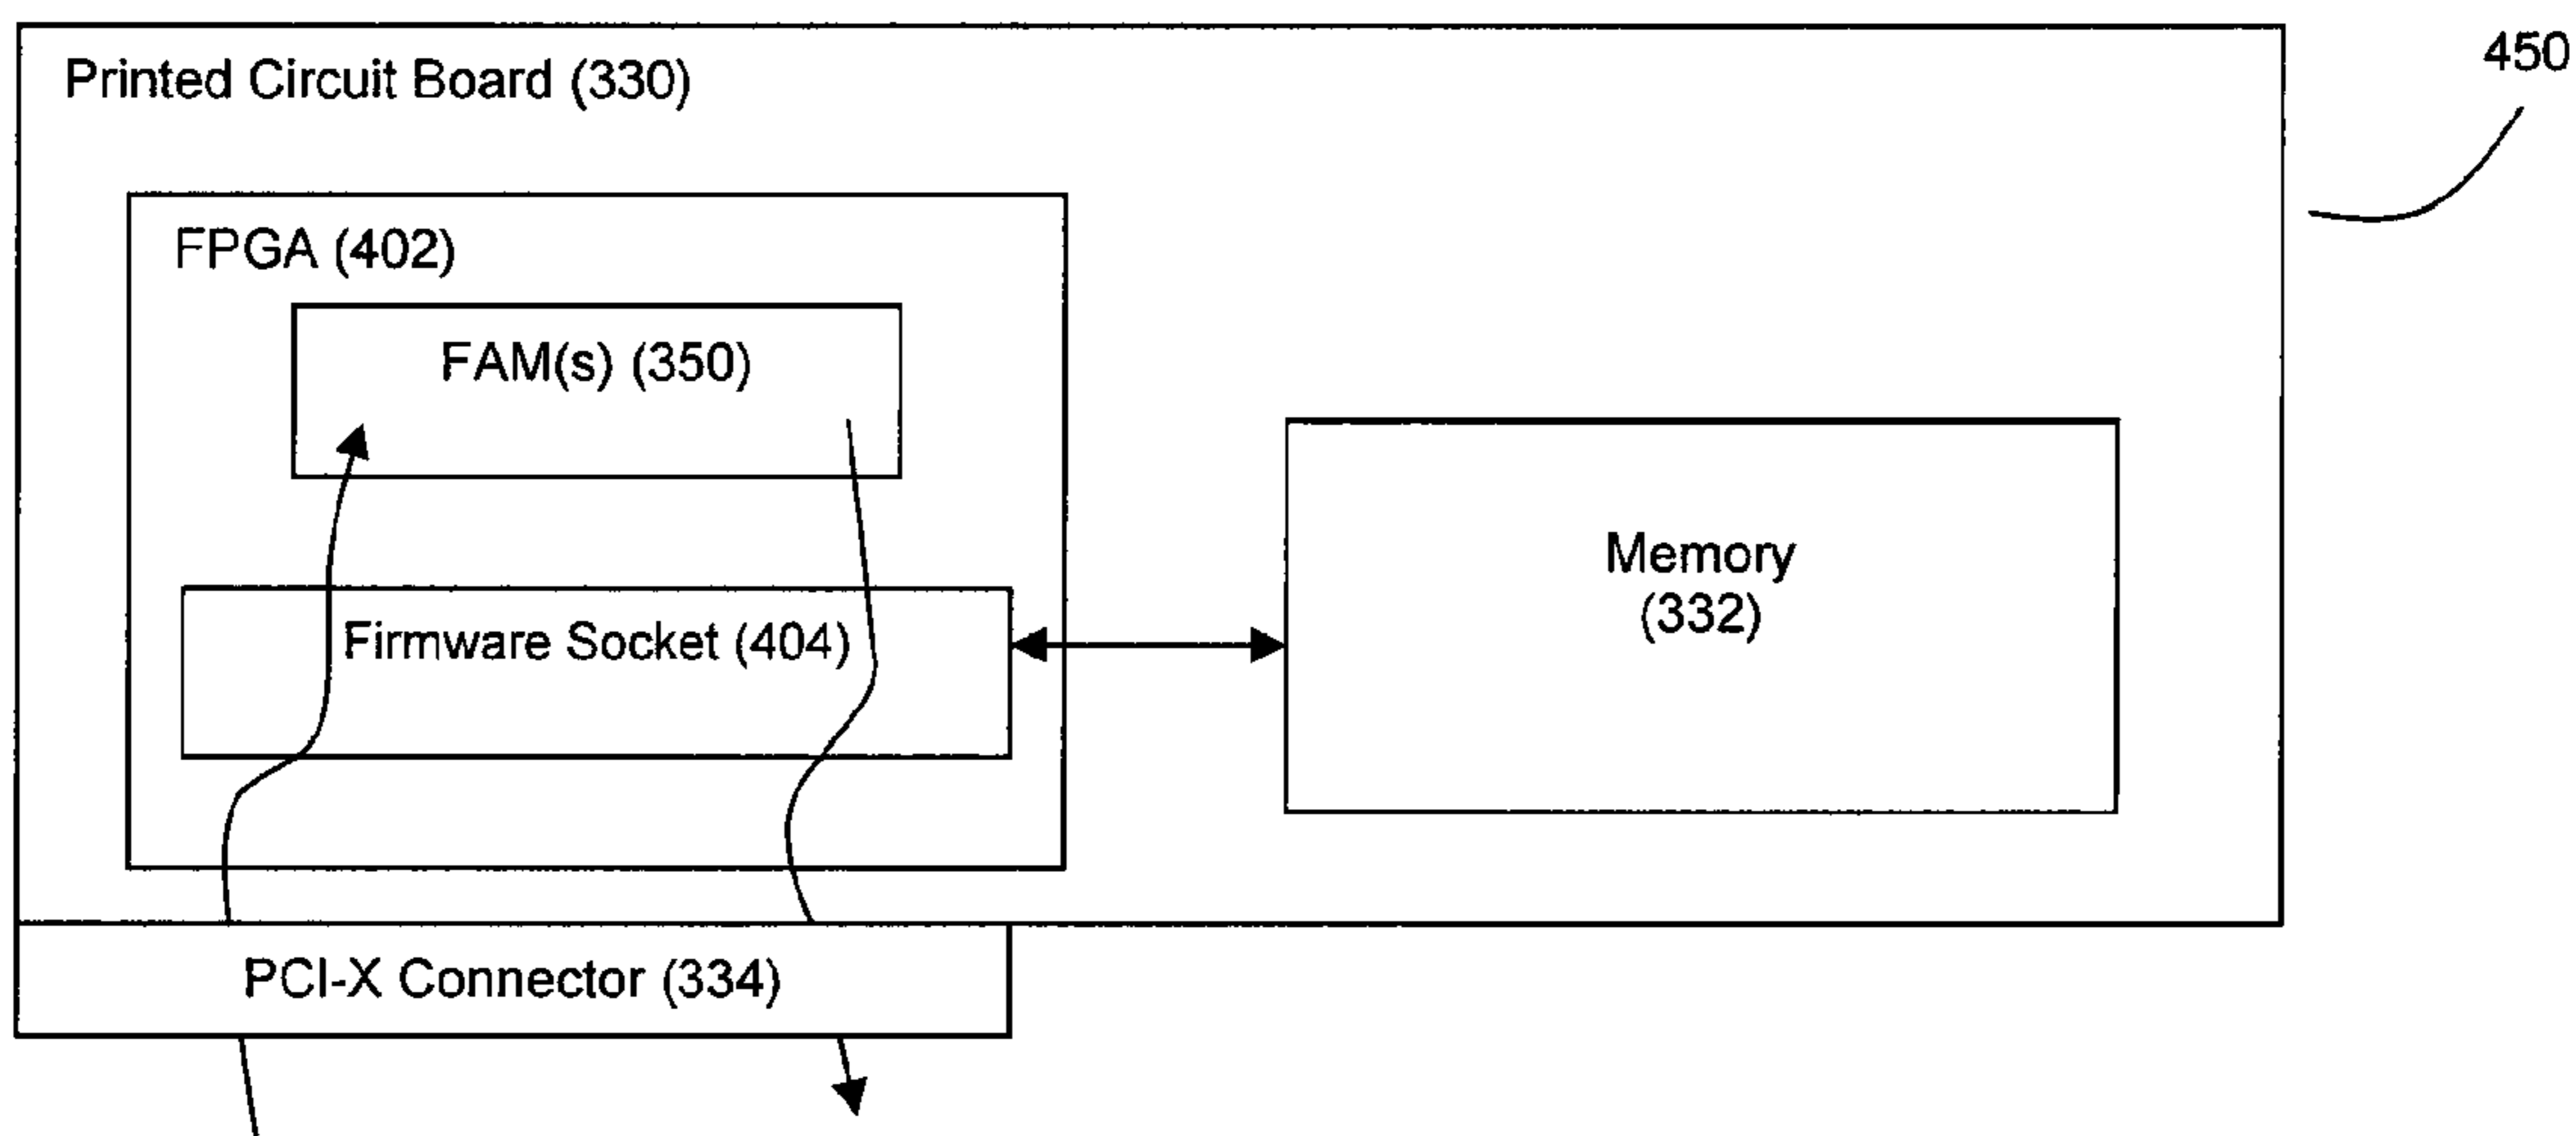 Printed Circuit Board (330)
450
FPGA (402)
FAM(s) (350)
Firmware Socket (404)
Memory
(332)
PCI-X Connector (334)